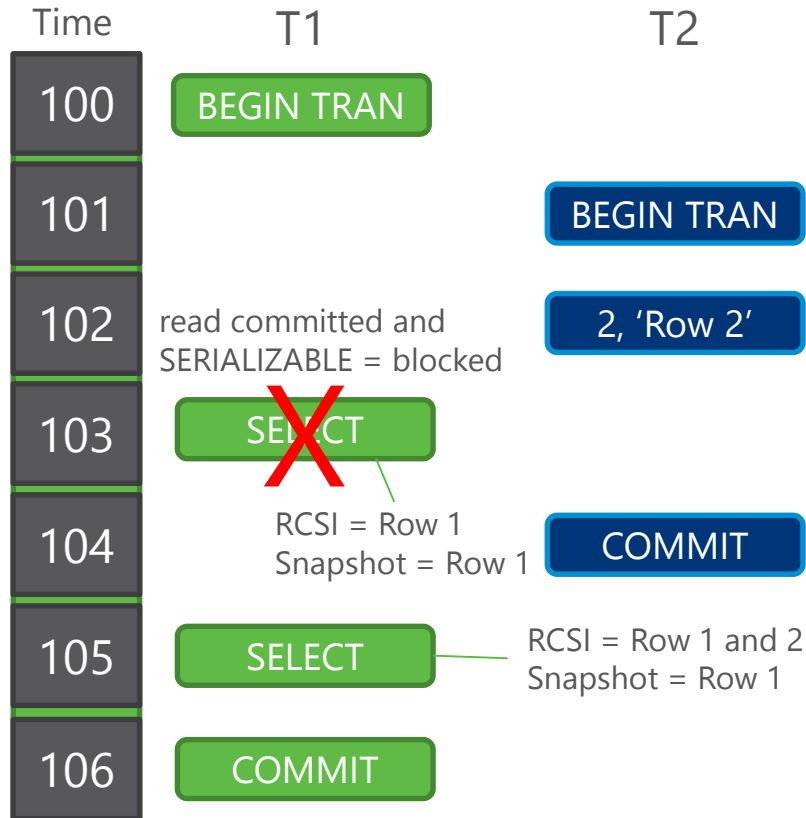 Time
T1
T2
100
BEGIN TRAN
101
BEGIN TRAN
102
2, ‘Row 2’
read committed and
SERIALIZABLE = blocked
103
SELECT
RCSI = Row 1
Snapshot = Row 1
104
COMMIT
105
SELECT
RCSI = Row 1 and 2
Snapshot = Row 1
106
COMMIT